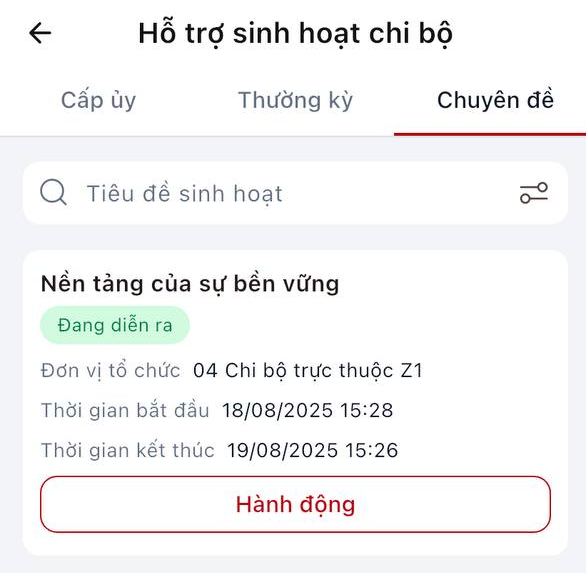 Hỗ trợ sinh hoạt chi bộ
Cấp ủy Thường kỳ Chuyên đề
Tiêu đề sinh hoạt
Nền tảng của sự bền vững
Đang diễn ra
Đơn vị tổ chức 04 Chi bộ trực thuộc Z1
Thời gian bắt đầu 18/08/2025 15:28
Thời gian kết thúc 19/08/2025 15:26
Hành động